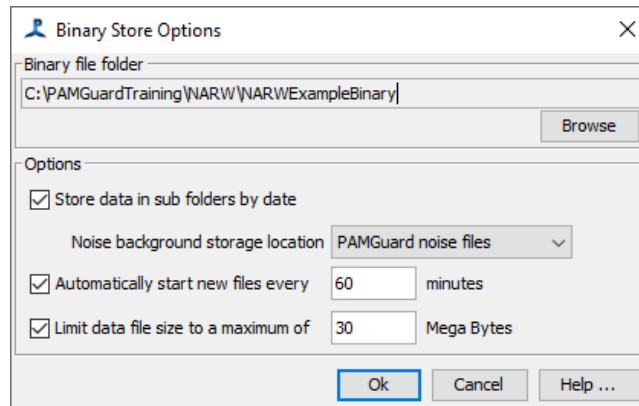 Binary Store Options
Binary file folder
C:\PAMGuardTraining\NARW\NARWExampleBinary
Browse
Options
Store data in sub folders by date
Noise background storage location PAMGuard noise files
Automatically start new files every 60 minutes
Limit data file size to a maximum of 30 Mega Bytes
Ok Cancel Help ...